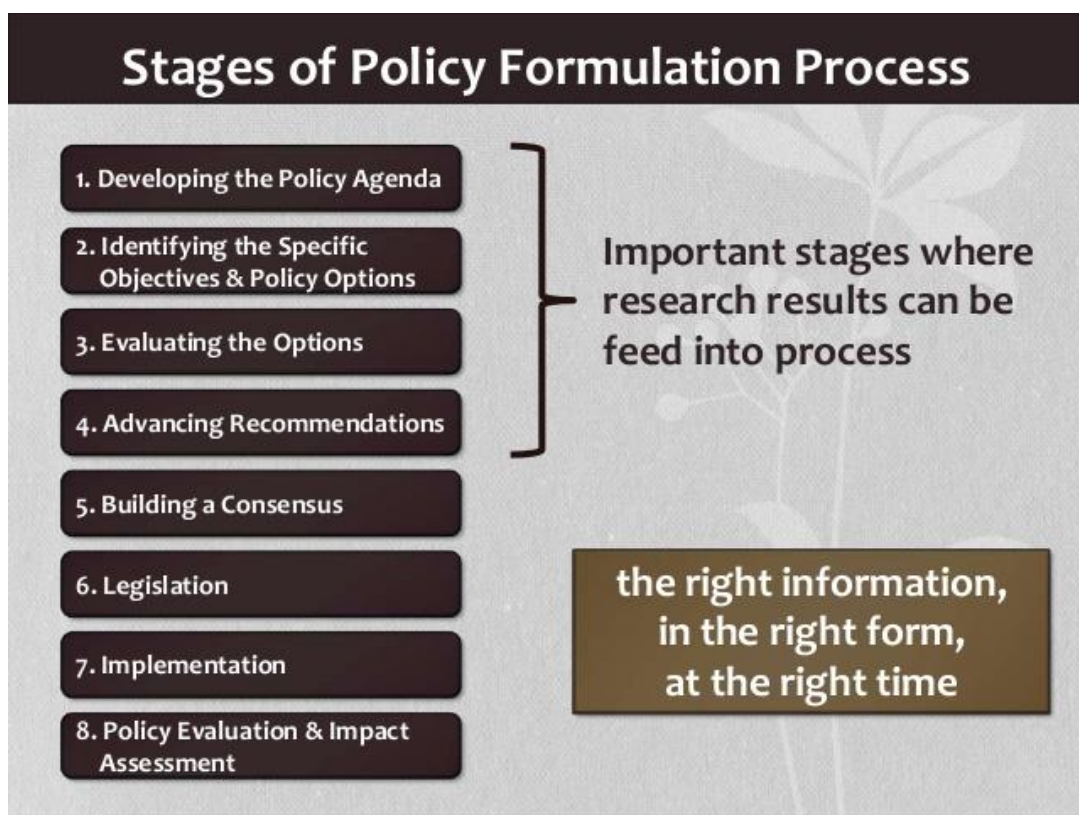 Stages of Policy Formulation Process
1. Developing the Policy Agenda
2. Identifying the Specific
Objectives & Policy Options
3. Evaluating the Options
4. Advancing Recommendations
5. Building a Consensus
6. Legislation
7. Implementation
8. Policy Evaluation & Impact
Assessment
Important stages where
research results can be
feed into process
the right information,
in the right form,
at the right time